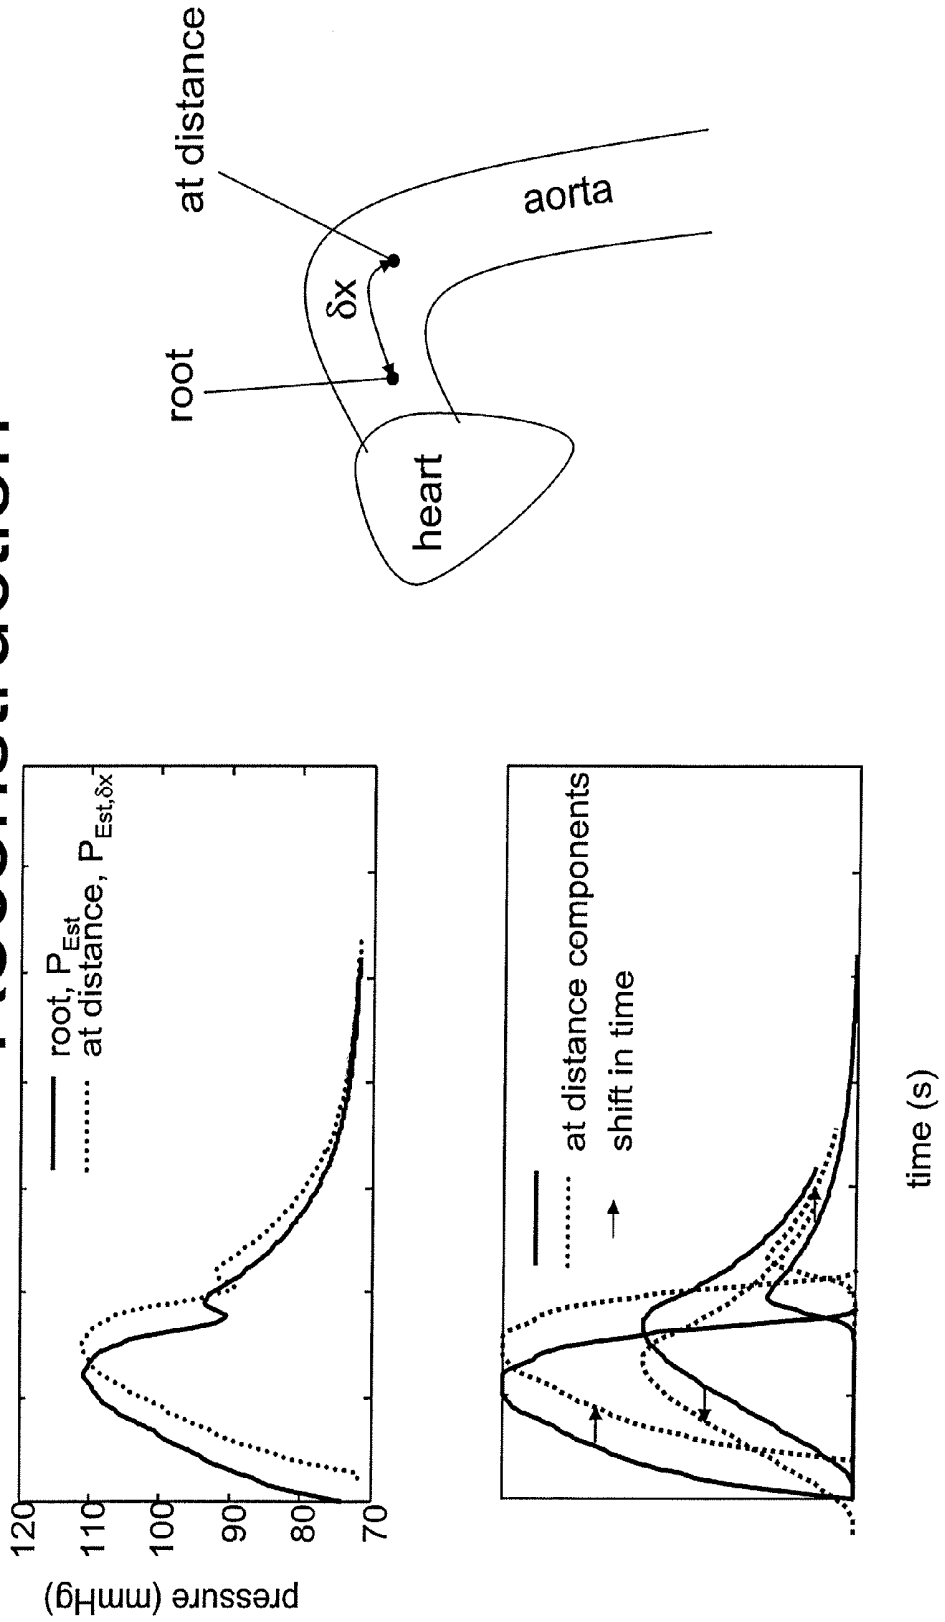 120
110
100
90
80
70
pressure (mmHg)
root, P_Est
at distance, P_Est,δx
at distance components
shift in time
time (s)
root
at distance
δx
heart
aorta